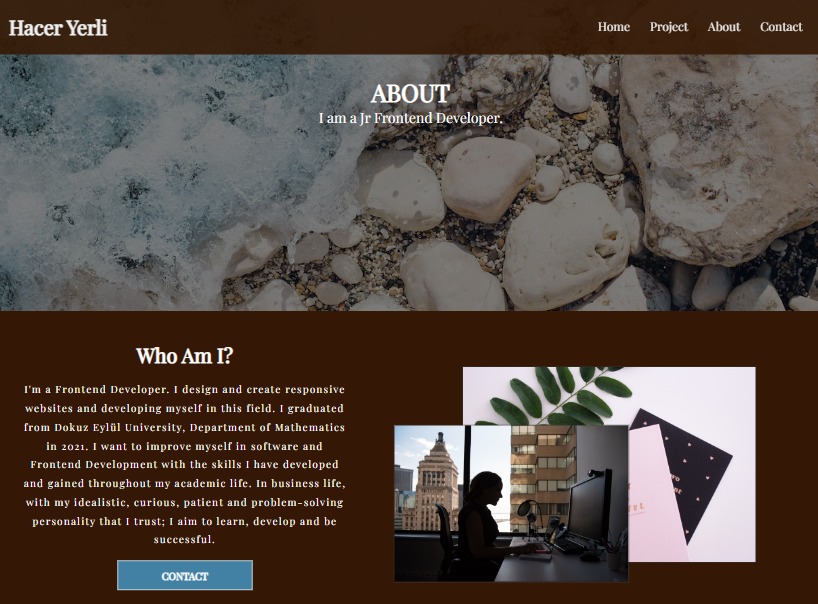 Hacer Yerli
Home Project About Contact
ABOUT
I am a Jr Frontend Developer.
Who Am I?
I'm a Frontend Developer. I design and create responsive
websites and developing myself in this field. I graduated
from Dokuz Eylül University, Department of Mathematics
in 2021. I want to improve myself in software and
Frontend Development with the skills I have developed
and gained throughout my academic life. In business life,
with my idealistic, curious, patient and problem-solving
personality that I trust; I aim to learn, develop and be
successful.
CONTACT